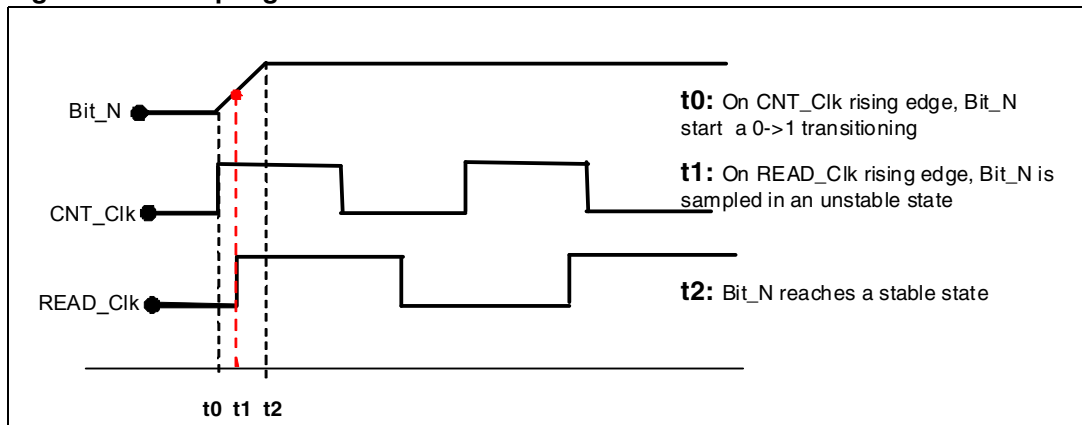 Bit_N
CNT_Clk
READ_Clk
t0: On CNT_Clk rising edge, Bit_N
start a 0->1 transitioning
t1: On READ_Clk rising edge, Bit_N is
sampled in an unstable state
t2: Bit_N reaches a stable state
t0 t1 t2